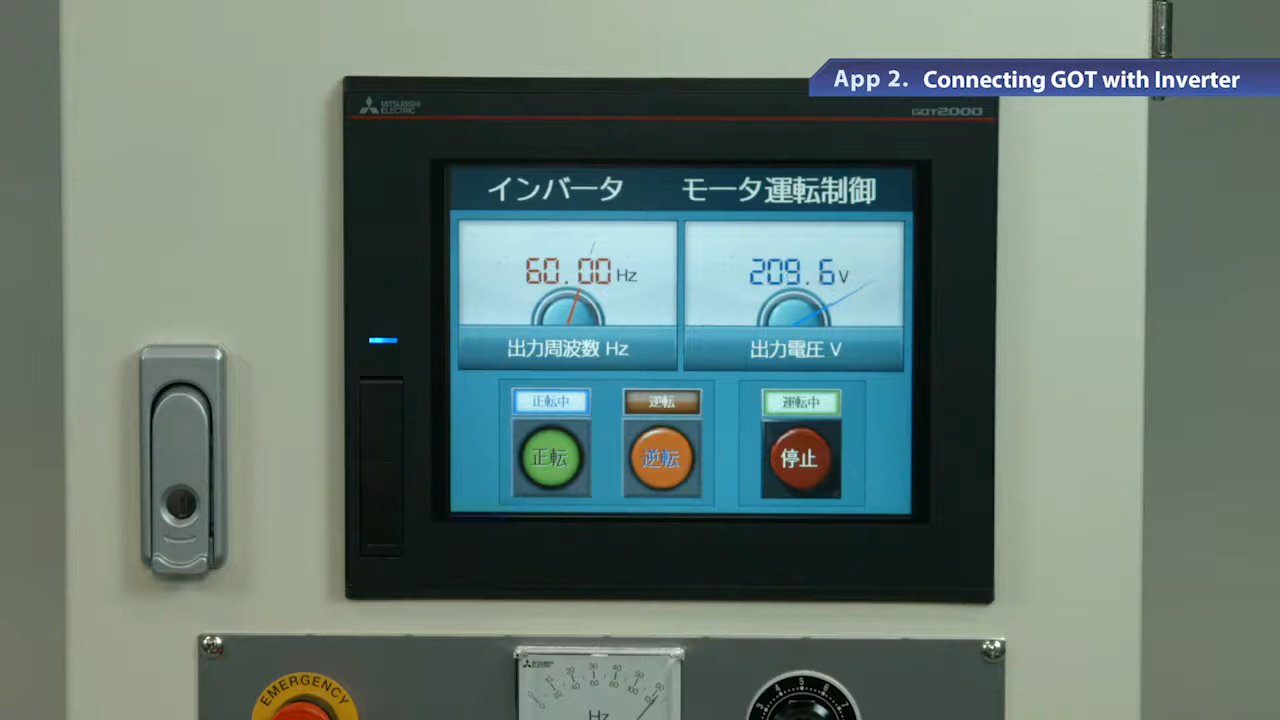 App 2. Connecting GOT with Inverter
MITSUBISHI ELECTRIC
GOT2000
インバータ モータ運転制御
60.00 Hz
209.6 V
出力周波数 Hz
出力電圧 V
正転中
逆転
運転中
正転
逆転
停止
EMERGENCY
MITSUBISHI ELECTRIC
Hz